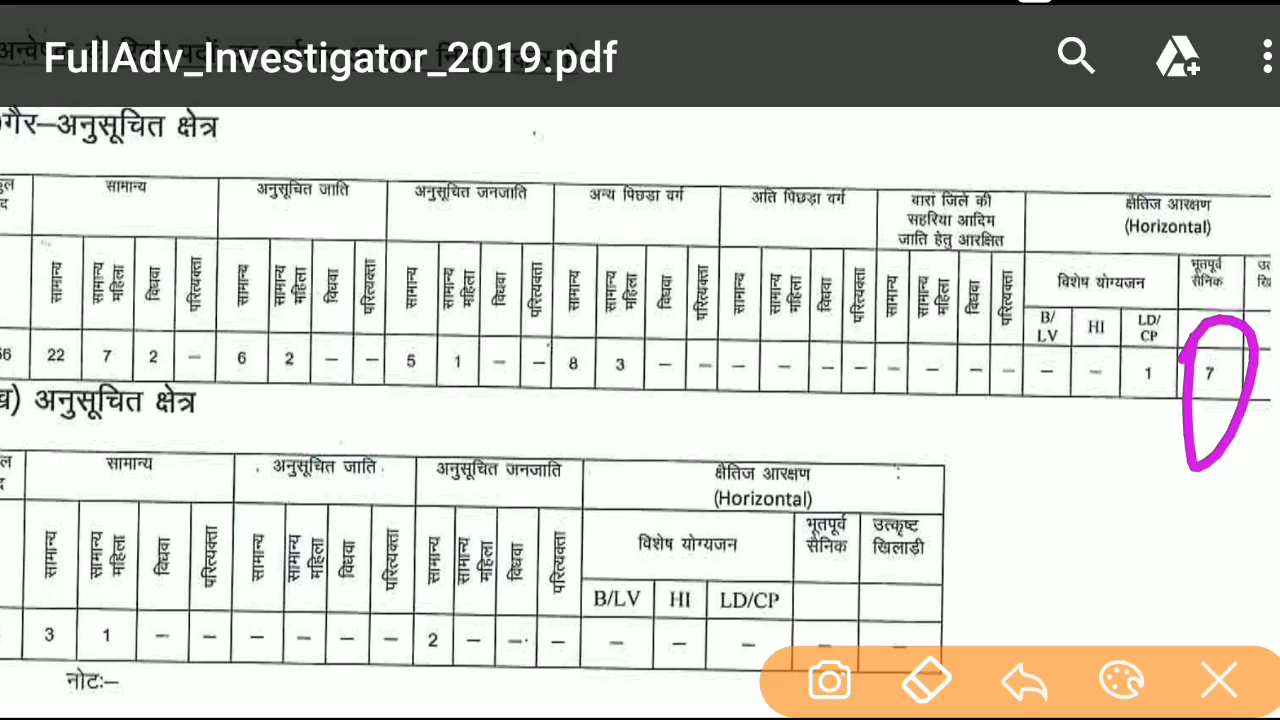 FullAdv_Investigator_2019.pdf
गैर–अनुसूचित क्षेत्र
सामान्य अनुसूचित जाति अनुसूचित जनजाति अन्य पिछड़ा वर्ग अति पिछड़ा वर्ग बारां जिले की सहरिया आदिम जाति हेतु आरक्षित क्षैतिज आरक्षण (Horizontal)
सामान्य सामान्य महिला विधवा परित्यक्ता सामान्य सामान्य महिला विधवा परित्यक्ता सामान्य सामान्य महिला विधवा परित्यक्ता सामान्य सामान्य महिला विधवा परित्यक्ता सामान्य सामान्य महिला विधवा परित्यक्ता सामान्य सामान्य महिला विधवा परित्यक्ता विशेष योग्यजन भूतपूर्व सैनिक
B/LV HI LD/CP
22 7 2 – 6 2 – – 5 1 – – 8 3 – – – – – – – – – – – – 1 7
अनुसूचित क्षेत्र
सामान्य अनुसूचित जाति अनुसूचित जनजाति क्षैतिज आरक्षण (Horizontal)
सामान्य सामान्य महिला विधवा परित्यक्ता सामान्य सामान्य महिला विधवा परित्यक्ता सामान्य सामान्य महिला विधवा परित्यक्ता विशेष योग्यजन भूतपूर्व सैनिक उत्कृष्ट खिलाड़ी
B/LV HI LD/CP
3 1 – – – – – – 2 – – – – – – – –
नोटः–